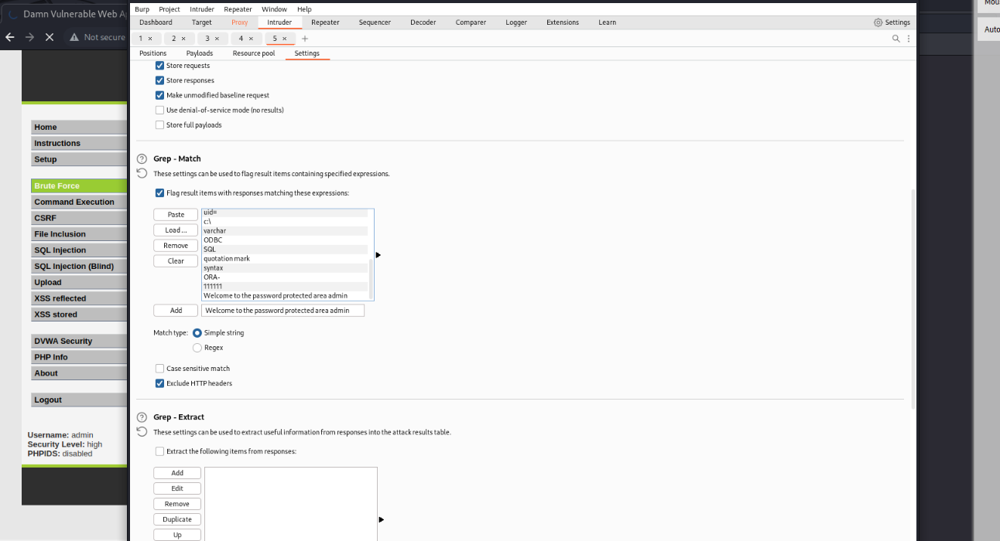 Damn Vulnerable Web Ap
Not secure
Burp Project Intruder Repeater Window Help
Dashboard Target Proxy Intruder Repeater Sequencer Decoder Comparer Logger Extensions Learn Settings
1 × 2 × 3 × 4 × 5 × +
Positions Payloads Resource pool Settings
Store requests
Store responses
Make unmodified baseline request
Use denial-of-service mode (no results)
Store full payloads
Grep - Match
These settings can be used to flag result items containing specified expressions.
Flag result items with responses matching these expressions:
Paste
Load ...
Remove
Clear
uid=
c:\
varchar
ODBC
SQL
quotation mark
syntax
ORA-
111111
Welcome to the password protected area admin
Add Welcome to the password protected area admin
Match type: Simple string
Regex
Case sensitive match
Exclude HTTP headers
Grep - Extract
These settings can be used to extract useful information from responses into the attack results table.
Extract the following items from responses:
Add
Edit
Remove
Duplicate
Up
Home
Instructions
Setup
Brute Force
Command Execution
CSRF
File Inclusion
SQL Injection
SQL Injection (Blind)
Upload
XSS reflected
XSS stored
DVWA Security
PHP Info
About
Logout
Username: admin
Security Level: high
PHPIDS: disabled
Mou
Auto